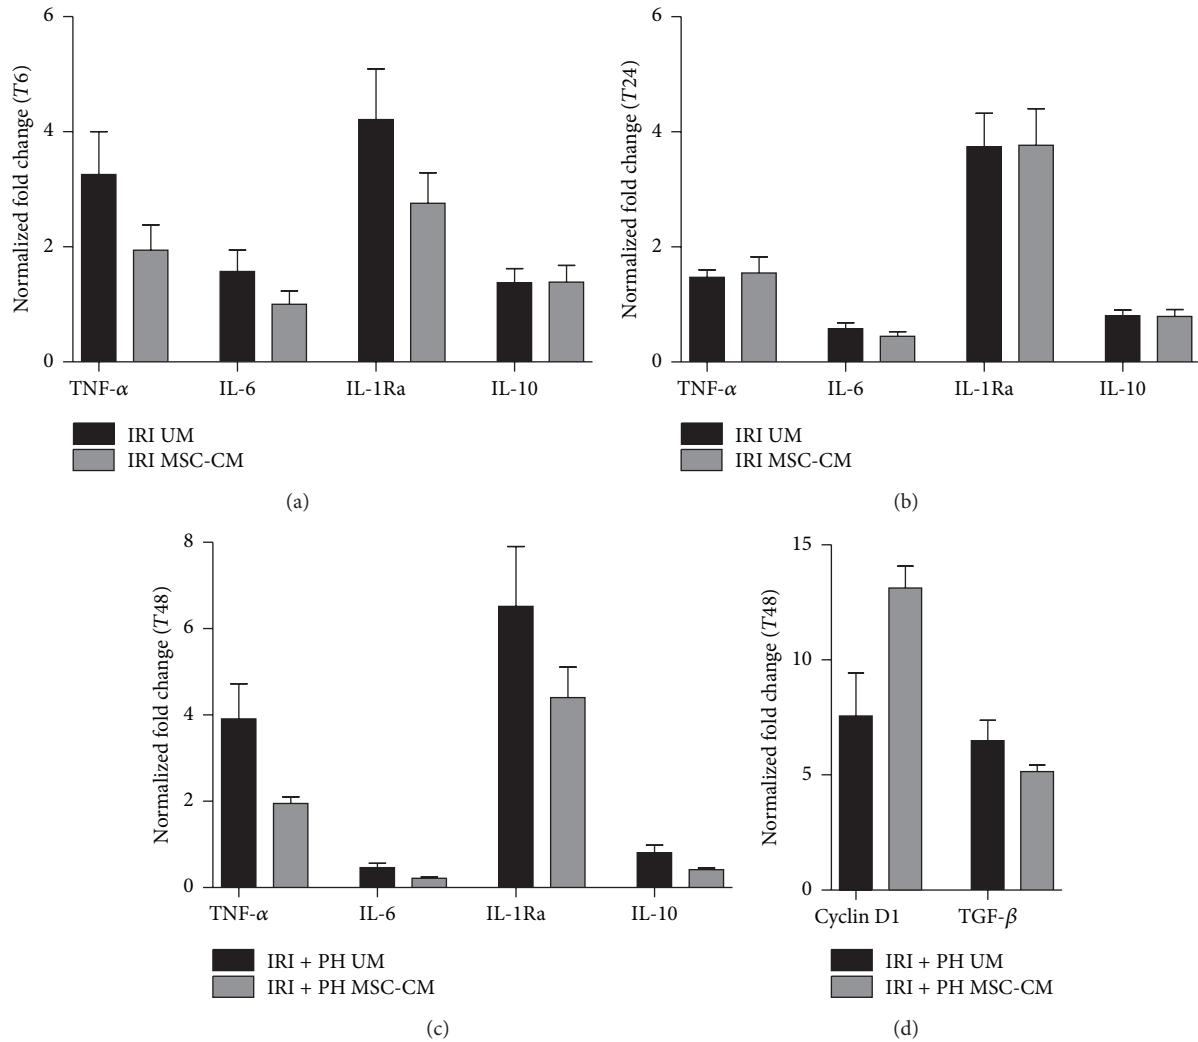 Normalized fold change (T6)
6
4
2
0
TNF-α IL-6 IL-1Ra IL-10
IRI UM
IRI MSC-CM
(a)
Normalized fold change (T24)
6
4
2
0
TNF-α IL-6 IL-1Ra IL-10
IRI UM
IRI MSC-CM
(b)
Normalized fold change (T48)
8
6
4
2
0
TNF-α IL-6 IL-1Ra IL-10
IRI + PH UM
IRI + PH MSC-CM
(c)
Normalized fold change (T48)
15
10
5
0
Cyclin D1 TGF-β
IRI + PH UM
IRI + PH MSC-CM
(d)